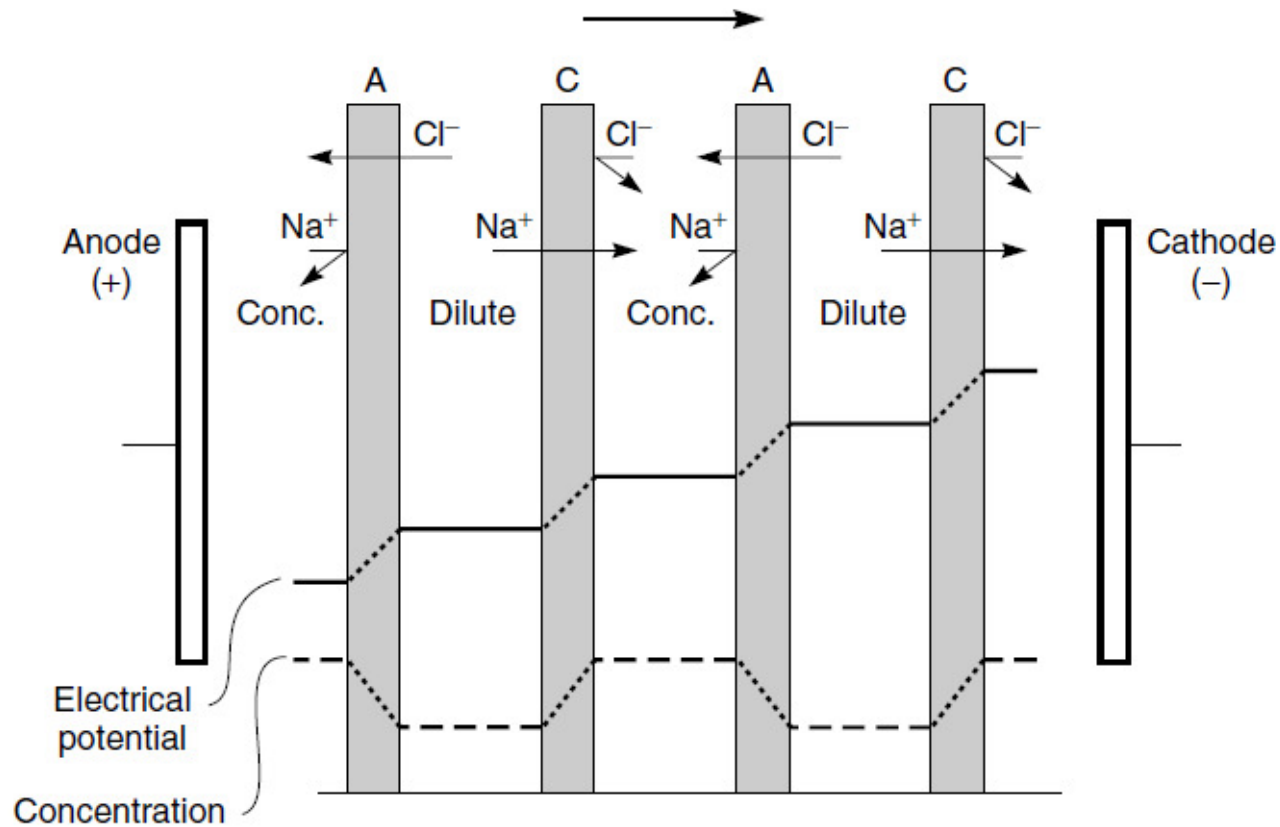 A C A C
Cl⁻ Cl⁻ Cl⁻ Cl⁻
Na⁺ Na⁺ Na⁺ Na⁺
Anode
(+)
Cathode
(–)
Conc. Dilute Conc. Dilute
Electrical
potential
Concentration